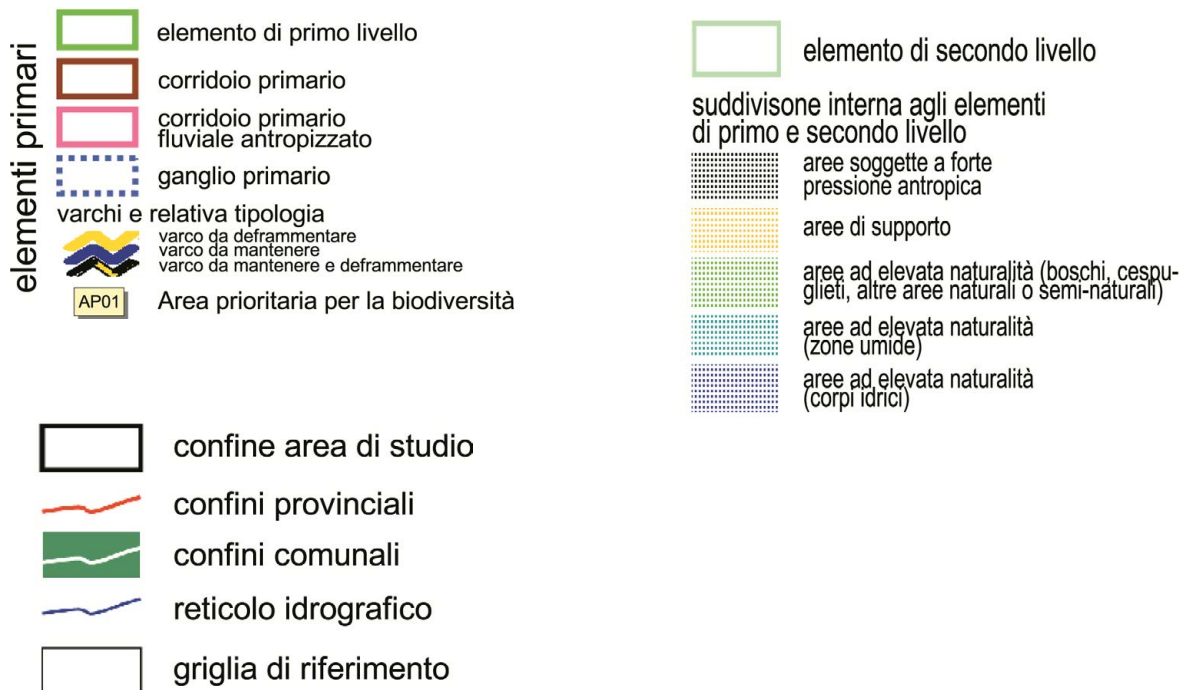 elementi primari
elemento di primo livello
corridoio primario
corridoio primario
fluviale antropizzato
ganglio primario
varchi e relativa tipologia
varco da deframmentare
varco da mantenere
varco da mantenere e deframmentare
AP01
Area prioritaria per la biodiversità
elemento di secondo livello
suddivisone interna agli elementi
di primo e secondo livello
aree soggette a forte
pressione antropica
aree di supporto
aree ad elevata naturalità (boschi, cespu-
glieti, altre aree naturali o semi-naturali)
aree ad elevata naturalità
(zone umide)
aree ad elevata naturalità
(corpi idrici)
confine area di studio
confini provinciali
confini comunali
reticolo idrografico
griglia di riferimento